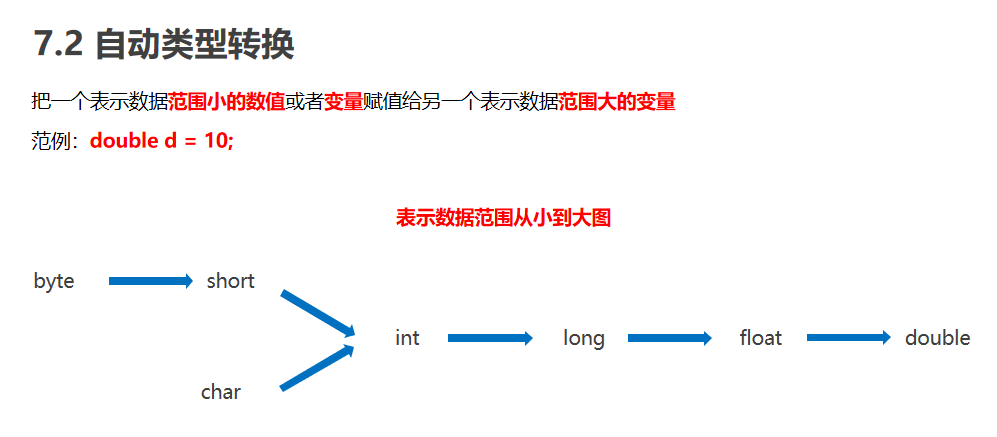 7.2 自动类型转换
把一个表示数据范围小的数值或者变量赋值给另一个表示数据范围大的变量
范例：double d = 10;
表示数据范围从小到大图
byte short
int long float double
char